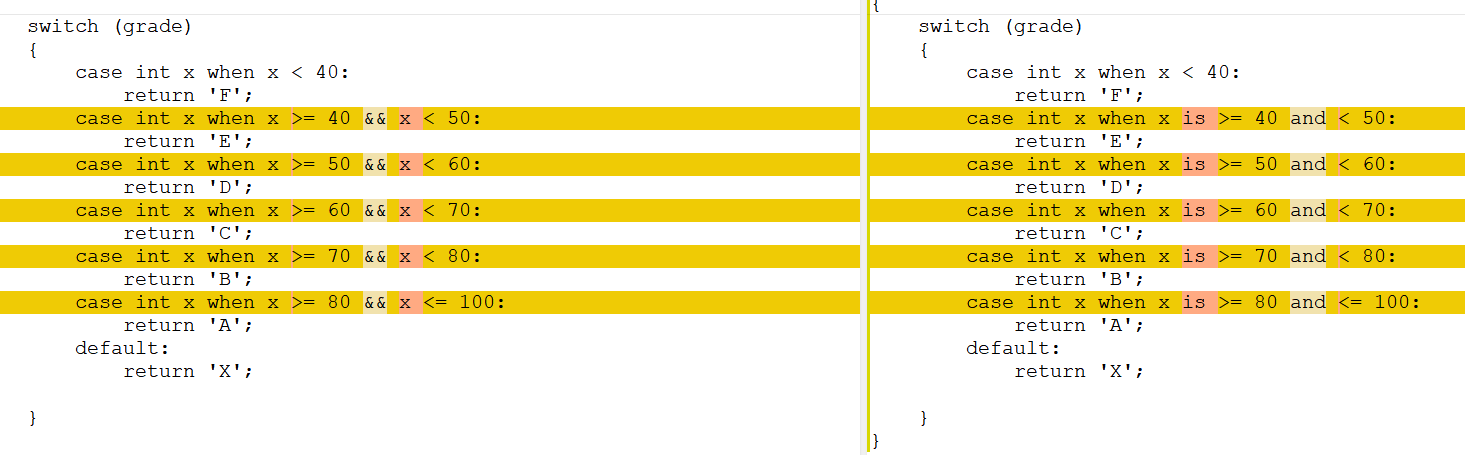 switch (grade)
{
case int x when x < 40:
return 'F';
case int x when x >= 40 && x < 50:
return 'E';
case int x when x >= 50 && x < 60:
return 'D';
case int x when x >= 60 && x < 70:
return 'C';
case int x when x >= 70 && x < 80:
return 'B';
case int x when x >= 80 && x <= 100:
return 'A';
default:
return 'X';
}
{
switch (grade)
{
case int x when x < 40:
return 'F';
case int x when x is >= 40 and < 50:
return 'E';
case int x when x is >= 50 and < 60:
return 'D';
case int x when x is >= 60 and < 70:
return 'C';
case int x when x is >= 70 and < 80:
return 'B';
case int x when x is >= 80 and <= 100:
return 'A';
default:
return 'X';
}
}